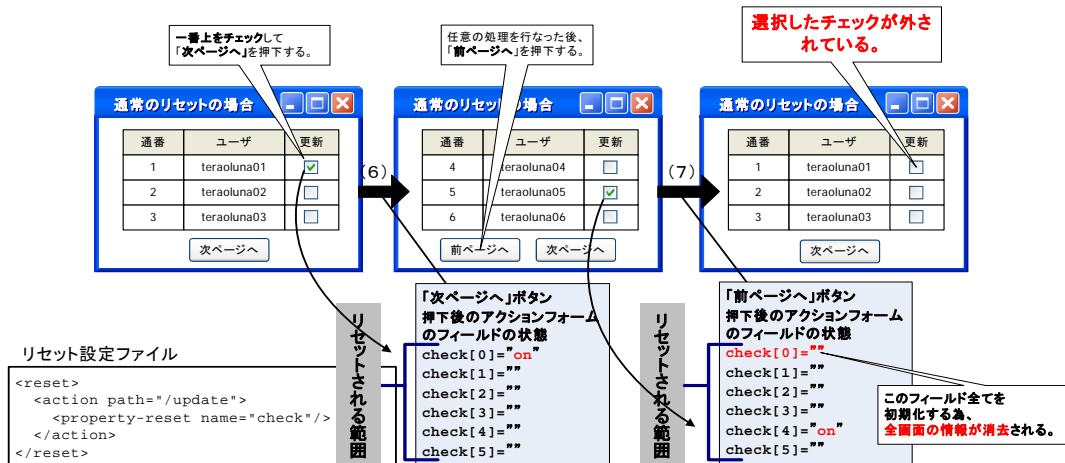 一番上をチェックして
「次ページへ」を押下する。
任意の処理を行なった後、
「前ページへ」を押下する。
選択したチェックが外さ
れている。
通常のリセットの場合
通番 ユーザ 更新
1 teraoluna01
2 teraoluna02
3 teraoluna03
次ページへ
(6)
通常のリセットの場合
通番 ユーザ 更新
4 teraoluna04
5 teraoluna05
6 teraoluna06
前ページへ 次ページへ
(7)
通常のリセットの場合
通番 ユーザ 更新
1 teraoluna01
2 teraoluna02
3 teraoluna03
次ページへ
リセット設定ファイル
<reset>
<action path="/update">
<property-reset name="check"/>
</action>
</reset>
リセットされる範囲
「次ページへ」ボタン
押下後のアクションフォーム
のフィールドの状態
check[0]="on"
check[1]=""
check[2]=""
check[3]=""
check[4]=""
check[5]=""
リセットされる範囲
「前ページへ」ボタン
押下後のアクションフォーム
のフィールドの状態
check[0]=""
check[1]=""
check[2]=""
check[3]=""
check[4]="on"
check[5]=""
このフィールド全てを
初期化する為、
全画面の情報が消去される。